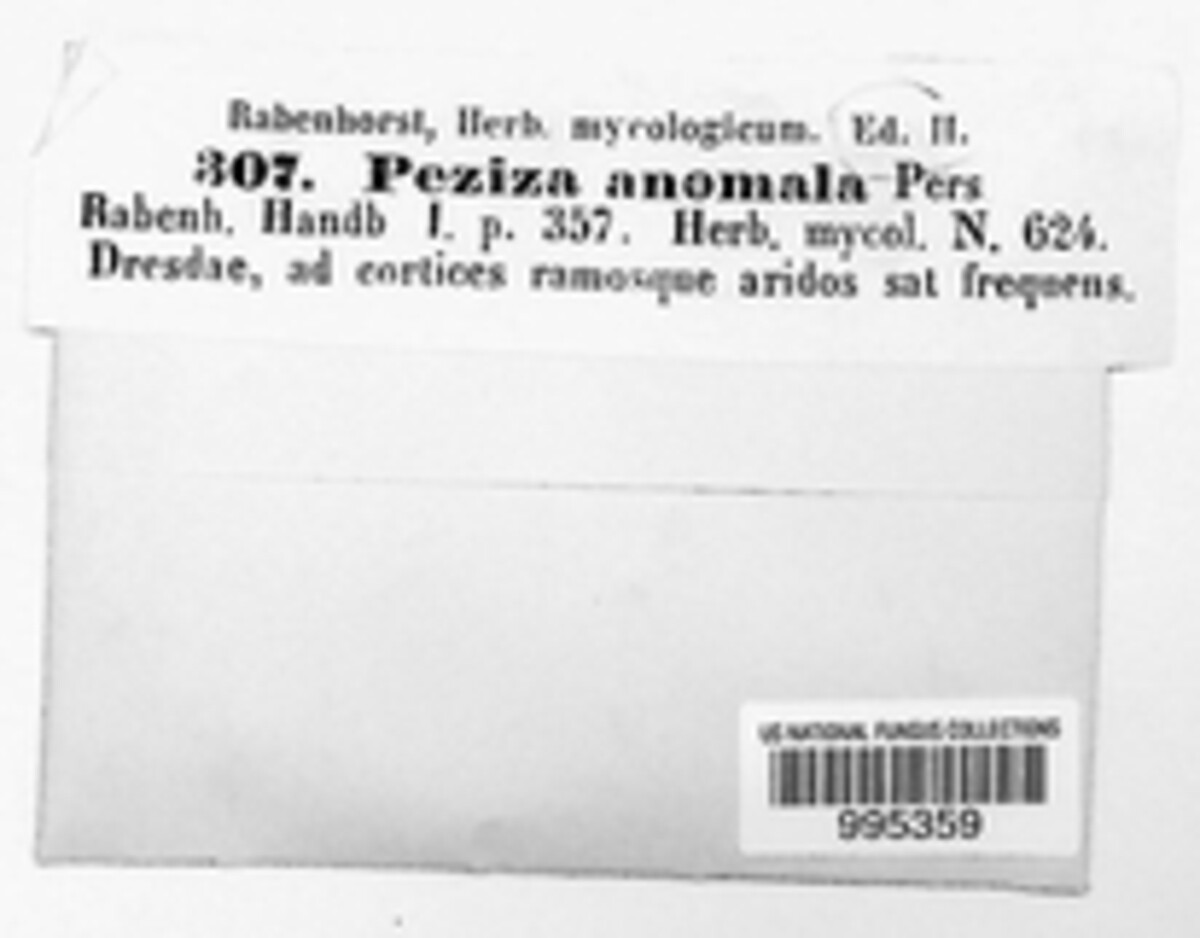 Rabenhorst, Herb. mycologicum. Ed. II.
307. Peziza anomala Pers
Rabenh. Handb I. p. 357. Herb. mycol. N. 624.
Dresdae, ad cortices ramosque aridos sat frequens.
US NATIONAL FUNGUS COLLECTIONS
995359